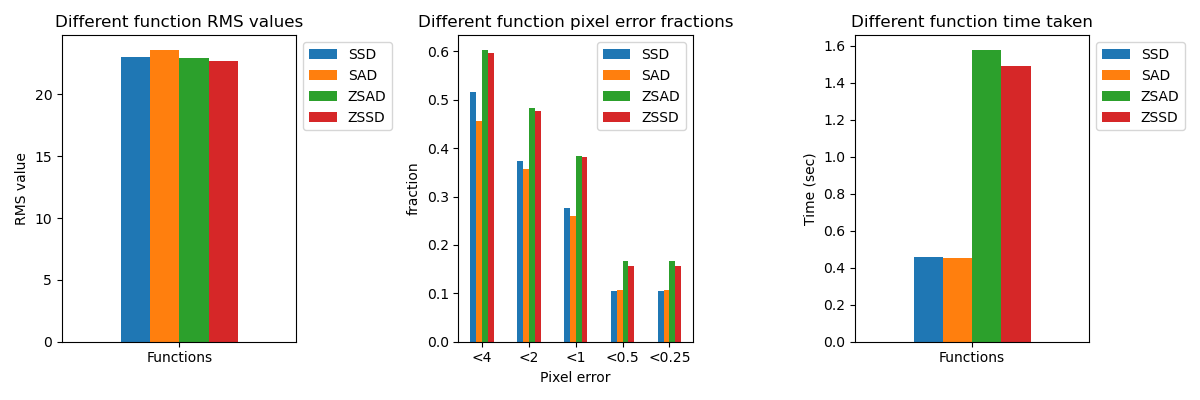 Different function RMS values
RMS value
20
15
10
5
0
Functions
SSD
SAD
ZSAD
ZSSD
Different function pixel error fractions
fraction
0.6
0.5
0.4
0.3
0.2
0.1
0.0
<4
<2
<1
<0.5
<0.25
Pixel error
SSD
SAD
ZSAD
ZSSD
Different function time taken
Time (sec)
1.6
1.4
1.2
1.0
0.8
0.6
0.4
0.2
0.0
Functions
SSD
SAD
ZSAD
ZSSD